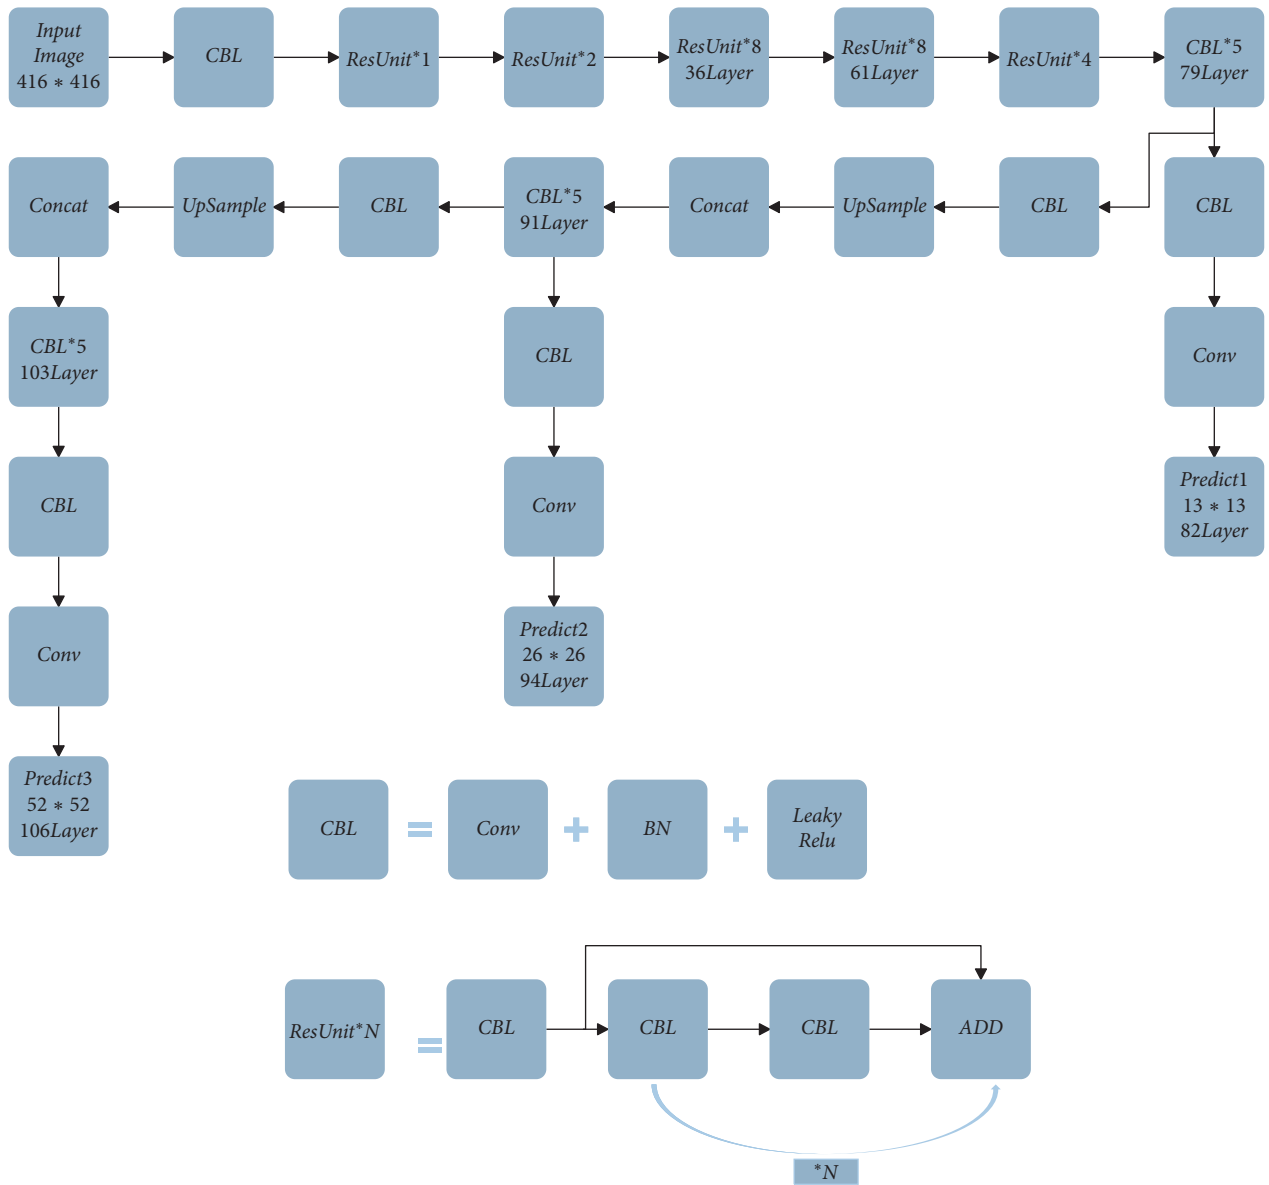 Input
Image
416 * 416
CBL
ResUnit*1
ResUnit*2
ResUnit*8
36Layer
ResUnit*8
61Layer
ResUnit*4
CBL*5
79Layer
Concat
UpSample
CBL
CBL*5
91Layer
Concat
UpSample
CBL
CBL
CBL*5
103Layer
CBL
Conv
CBL
Conv
Predict1
13 * 13
82Layer
Conv
Predict2
26 * 26
94Layer
Predict3
52 * 52
106Layer
CBL
=
Conv
+
BN
+
Leaky
Relu
ResUnit*N
=
CBL
CBL
CBL
ADD
*N